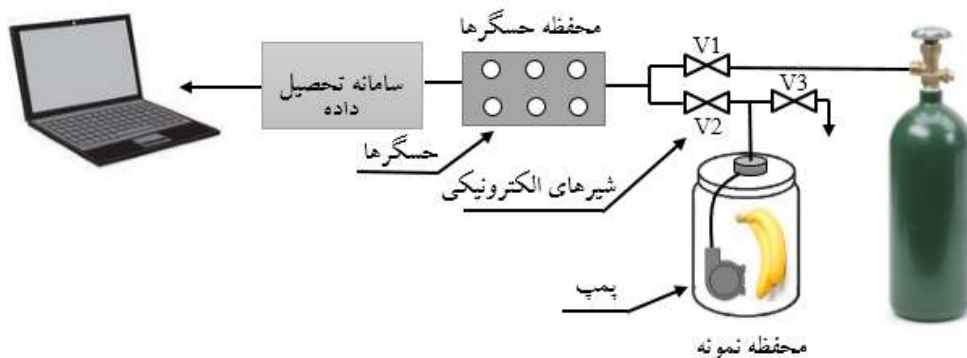 محفظه حسگرها
V1
V3
سامانه تحصیل
داده
V2
حسگرها
شیرهای الکترونیکی
پمپ
محفظه نمونه